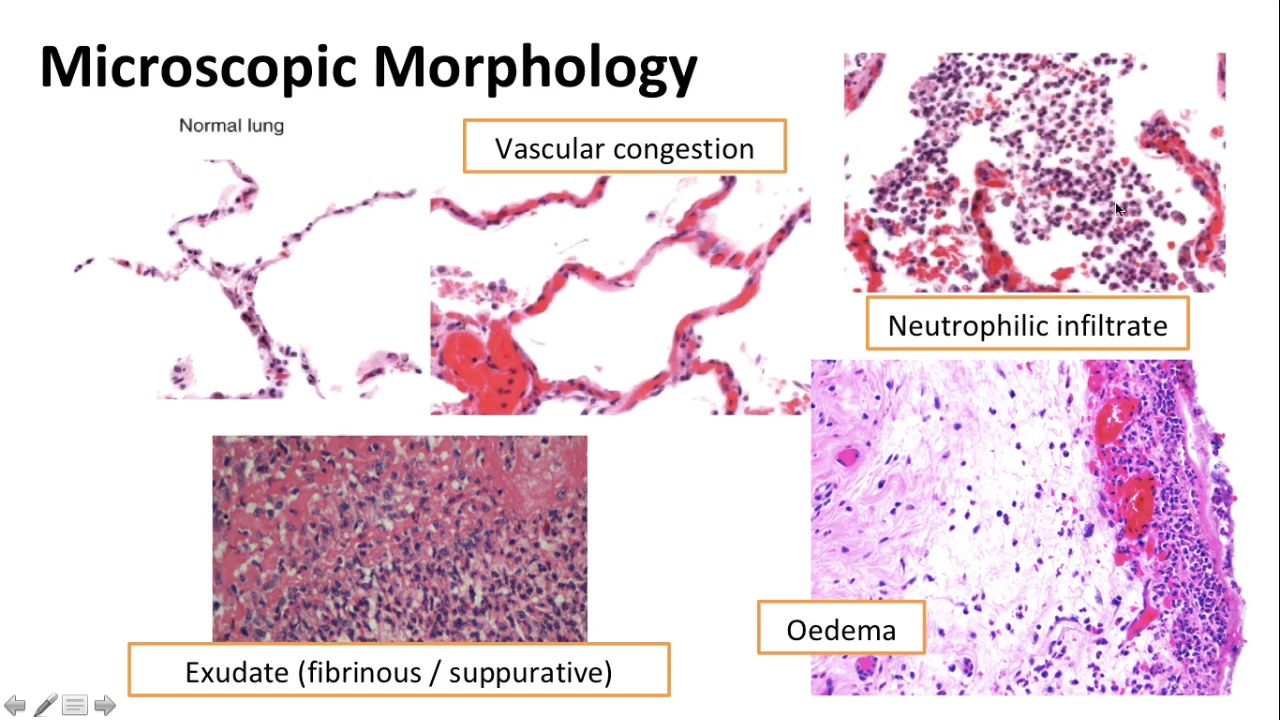 Microscopic Morphology
Normal lung
Vascular congestion
Neutrophilic infiltrate
Oedema
Exudate (fibrinous / suppurative)